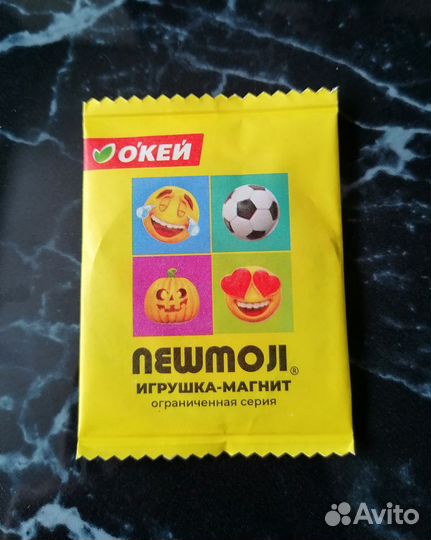 О'КЕЙ
newmoji®
ИГРУШКА-МАГНИТ
ограниченная серия
Avito